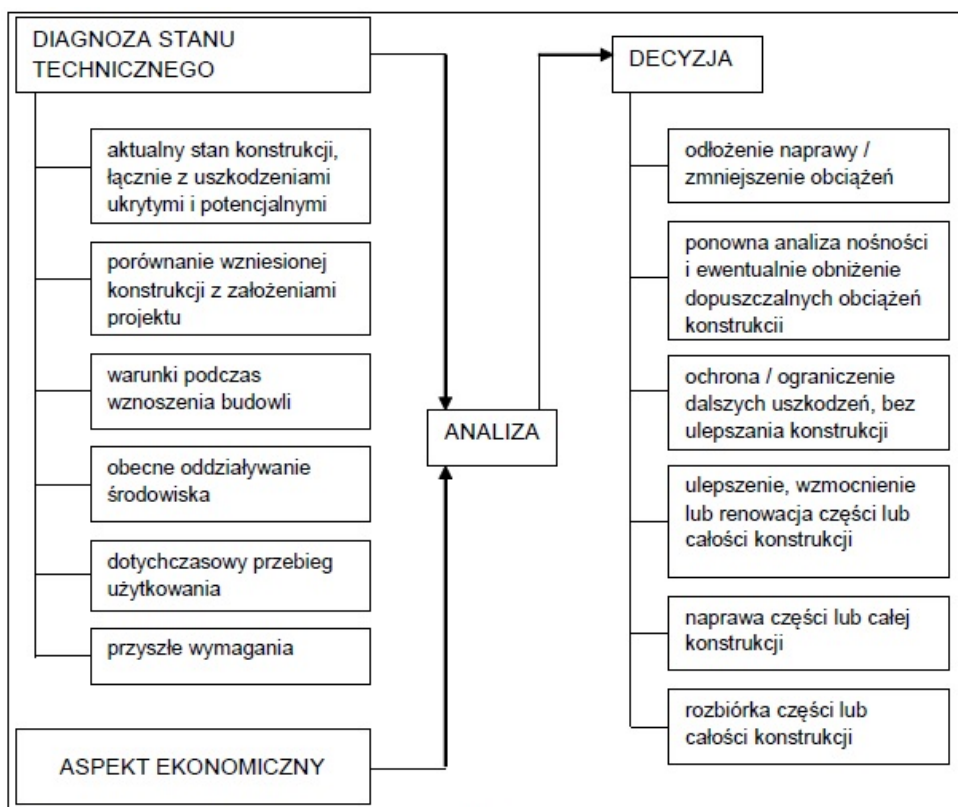 DIAGNOZA STANU
TECHNICZNEGO
aktualny stan konstrukcji,
łącznie z uszkodzeniami
ukrytymi i potencjalnymi
porównanie wzniesionej
konstrukcji z założeniami
projektu
warunki podczas
wznoszenia budowli
obecne oddziaływanie
środowiska
dotychczasowy przebieg
użytkowania
przyszłe wymagania
ASPEKT EKONOMICZNY
ANALIZA
DECYZJA
odłożenie naprawy /
zmniejszenie obciążeń
ponowna analiza nośności
i ewentualnie obniżenie
dopuszczalnych obciążeń
konstrukcji
ochrona / ograniczenie
dalszych uszkodzeń, bez
ulepszania konstrukcji
ulepszenie, wzmocnienie
lub renowacja części lub
całości konstrukcji
naprawa części lub całej
konstrukcji
rozbiórka części lub
całości konstrukcji